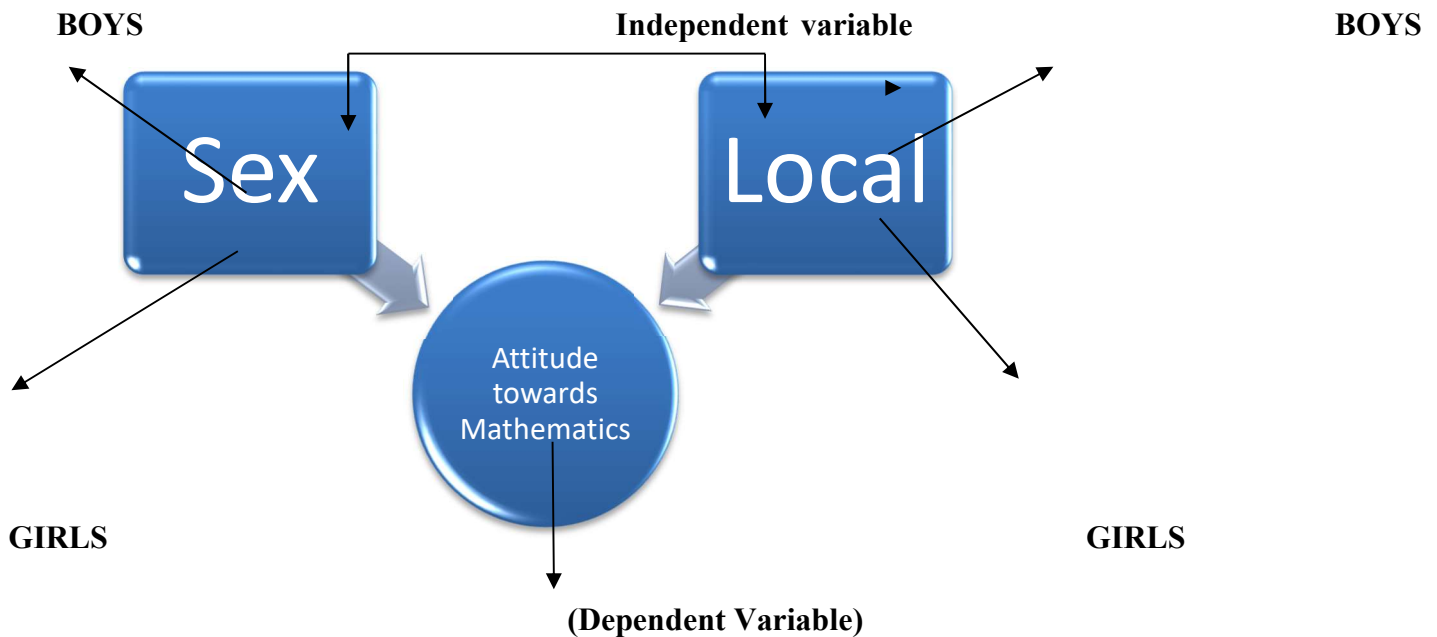 BOYS Independent variable BOYS
Sex Local
Attitude
towards
Mathematics
GIRLS GIRLS
(Dependent Variable)